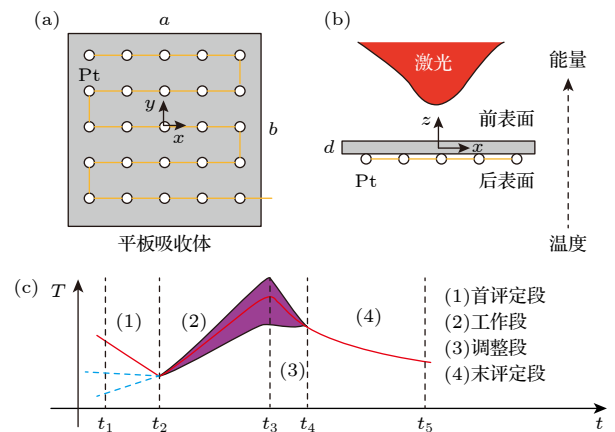 (a)
a
Pt
y
x
b
平板吸收体
(b)
激光
能量
z
前表面
d
x
Pt
后表面
温度
(c)
T
(1)
(2)
(3)
(4)
(1)首评定段
(2)工作段
(3)调整段
(4)末评定段
t₁
t₂
t₃
t₄
t₅
t